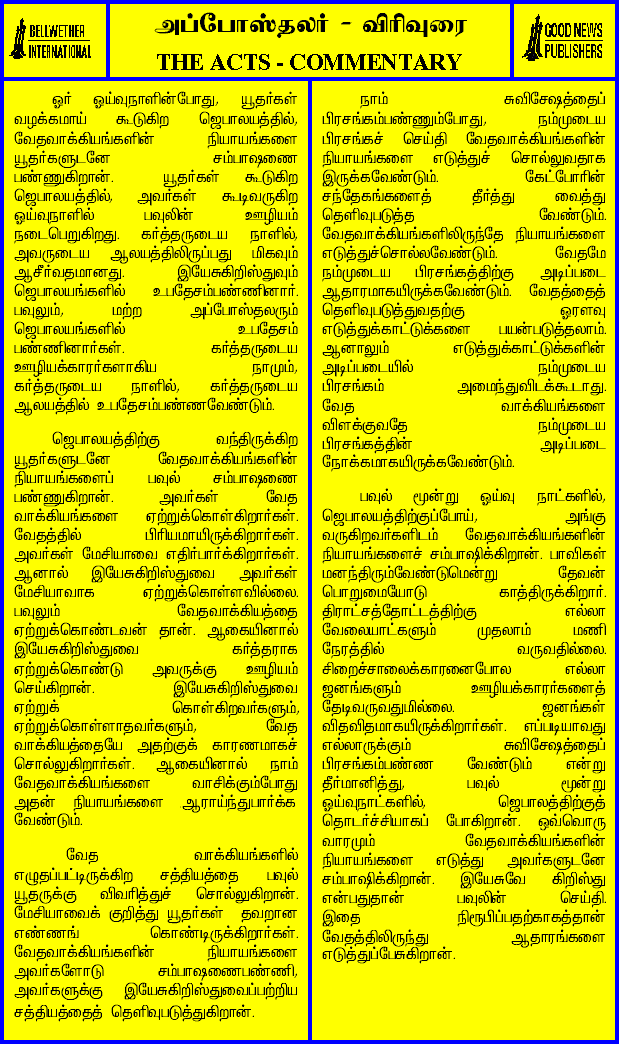 BELLWETHER
INTERNATIONAL
அப்போஸ்தலர் - விரிவுரை
THE ACTS - COMMENTARY
GOOD NEWS
PUBLISHERS
ஓர் ஓய்வுநாளின்போது, யூதர்கள்
வழக்கமாய் கூடுகிற ஜெபாலயத்தில்,
வேதவாக்கியங்களின் நியாயங்களை
யூதர்களுடனே சம்பாஷணை
பண்ணுகிறான். யூதர்கள் கூடுகிற
ஜெபாலயத்தில், அவர்கள் கூடிவருகிற
ஓய்வுநாளில் பவுலின் ஊழியம்
நடைபெறுகிறது. கர்த்தருடைய நாளில்,
அவருடைய ஆலயத்திலிருப்பது மிகவும்
ஆசீர்வதமானது. இயேசுகிறிஸ்துவும்
ஜெபாலயங்களில் உபதேசம்பண்ணினார்.
பவுலும், மற்ற அப்போஸ்தலரும்
ஜெபாலயங்களில் உபதேசம்
பண்ணினார்கள். கர்த்தருடைய
ஊழியக்காரர்களாகிய நாமும்,
கர்த்தருடைய நாளில், கர்த்தருடைய
ஆலயத்தில் உபதேசம்பண்ணவேண்டும்.
ஜெபாலயத்திற்கு வந்திருக்கிற
யூதர்களுடனே வேதவாக்கியங்களின்
நியாயங்களைப் பவுல் சம்பாஷணை
பண்ணுகிறான். அவர்கள் வேத
வாக்கியங்களை ஏற்றுக்கொள்கிறார்கள்.
வேதத்தில் பிரியமாயிருக்கிறார்கள்.
அவர்கள் மேசியாவை எதிர்பார்க்கிறார்கள்.
ஆனால் இயேசுகிறிஸ்துவை அவர்கள்
மேசியாவாக ஏற்றுக்கொள்ளவில்லை.
பவுலும் வேதவாக்கியத்தை
ஏற்றுக்கொண்டவன் தான். ஆகையினால்
இயேசுகிறிஸ்துவை கர்த்தராக
ஏற்றுக்கொண்டு அவருக்கு ஊழியம்
செய்கிறான். இயேசுகிறிஸ்துவை
ஏற்றுக் கொள்கிறவர்களும்,
ஏற்றுக்கொள்ளாதவர்களும், வேத
வாக்கியத்தையே அதற்குக் காரணமாகச்
சொல்லுகிறார்கள். ஆகையினால் நாம்
வேதவாக்கியங்களை வாசிக்கும்போது
அதன் நியாயங்களை ஆராய்ந்துபார்க்க
வேண்டும்.
வேத வாக்கியங்களில்
எழுதப்பட்டிருக்கிற சத்தியத்தை பவுல்
யூதருக்கு விவரித்துச் சொல்லுகிறான்.
மேசியாவைக் குறித்து யூதர்கள் தவறான
எண்ணங் கொண்டிருக்கிறார்கள்.
வேதவாக்கியங்களின் நியாயங்களை
அவர்களோடு சம்பாஷணைபண்ணி,
அவர்களுக்கு இயேசுகிறிஸ்துவைப்பற்றிய
சத்தியத்தைத் தெளிவுபடுத்துகிறான்.
நாம் சுவிசேஷத்தைப்
பிரசங்கம்பண்ணும்போது, நம்முடைய
பிரசங்கச் செய்தி வேதவாக்கியங்களின்
நியாயங்களை எடுத்துச் சொல்லுவதாக
இருக்கவேண்டும். கேட்போரின்
சந்தேகங்களைத் தீர்த்து வைத்து
தெளிவுபடுத்த வேண்டும்.
வேதவாக்கியங்களிலிருந்தே நியாயங்களை
எடுத்துச்சொல்லவேண்டும். வேதமே
நம்முடைய பிரசங்கத்திற்கு அடிப்படை
ஆதாரமாகயிருக்கவேண்டும். வேதத்தைத்
தெளிவுபடுத்துவதற்கு ஓரளவு
எடுத்துக்காட்டுக்களை பயன்படுத்தலாம்.
ஆனாலும் எடுத்துக்காட்டுக்களின்
அடிப்படையில் நம்முடைய
பிரசங்கம் அமைந்துவிடக்கூடாது.
வேத வாக்கியங்களை
விளக்குவதே நம்முடைய
பிரசங்கத்தின் அடிப்படை
நோக்கமாகயிருக்கவேண்டும்.
பவுல் மூன்று ஓய்வு நாட்களில்,
ஜெபாலயத்திற்குப்போய், அங்கு
வருகிறவர்களிடம் வேதவாக்கியங்களின்
நியாயங்களைச் சம்பாஷிக்கிறான். பாவிகள்
மனந்திரும்வேண்டுமென்று தேவன்
பொறுமையோடு காத்திருக்கிறார்.
திராட்சத்தோட்டத்திற்கு எல்லா
வேலையாட்களும் முதலாம் மணி
நேரத்தில் வருவதில்லை.
சிறைச்சாலைக்காரனைபோல எல்லா
ஜனங்களும் ஊழியக்காரர்களைத்
தேடிவருவதுமில்லை. ஜனங்கள்
விதவிதமாகயிருக்கிறார்கள். எப்படியாவது
எல்லாருக்கும் சுவிசேஷத்தைப்
பிரசங்கம்பண்ண வேண்டும் என்று
தீர்மானித்து, பவுல் மூன்று
ஓய்வுநாட்களில், ஜெபாலத்திற்குத்
தொடர்ச்சியாகப் போகிறான். ஒவ்வொரு
வாரமும் வேதவாக்கியங்களின்
நியாயங்களை எடுத்து அவர்களுடனே
சம்பாஷிக்கிறான். இயேசுவே கிறிஸ்து
என்பதுதான் பவுலின் செய்தி.
இதை நிரூபிப்பதற்காகத்தான்
வேதத்திலிருந்து ஆதாரங்களை
எடுத்துப்பேசுகிறான்.